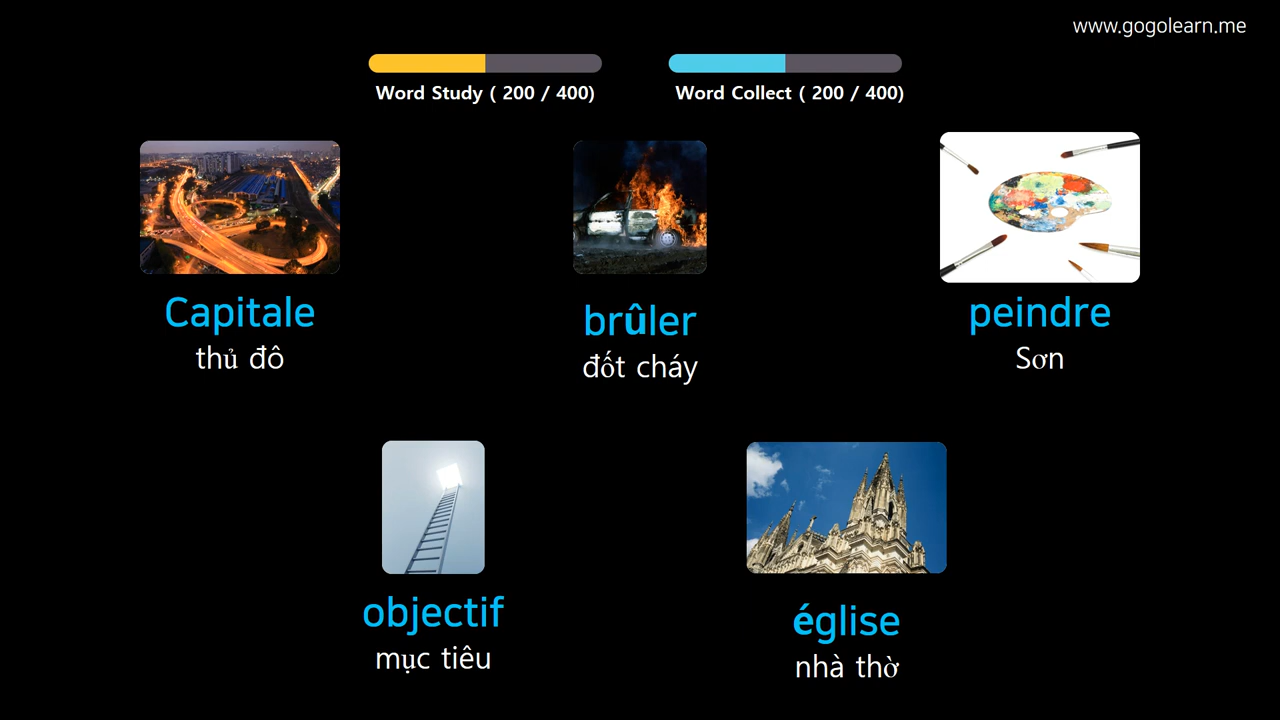 www.gogolearn.me
Word Study ( 200 / 400)
Word Collect ( 200 / 400)
Capitale
thủ đô
brûler
đốt cháy
peindre
Sơn
objectif
mục tiêu
église
nhà thờ